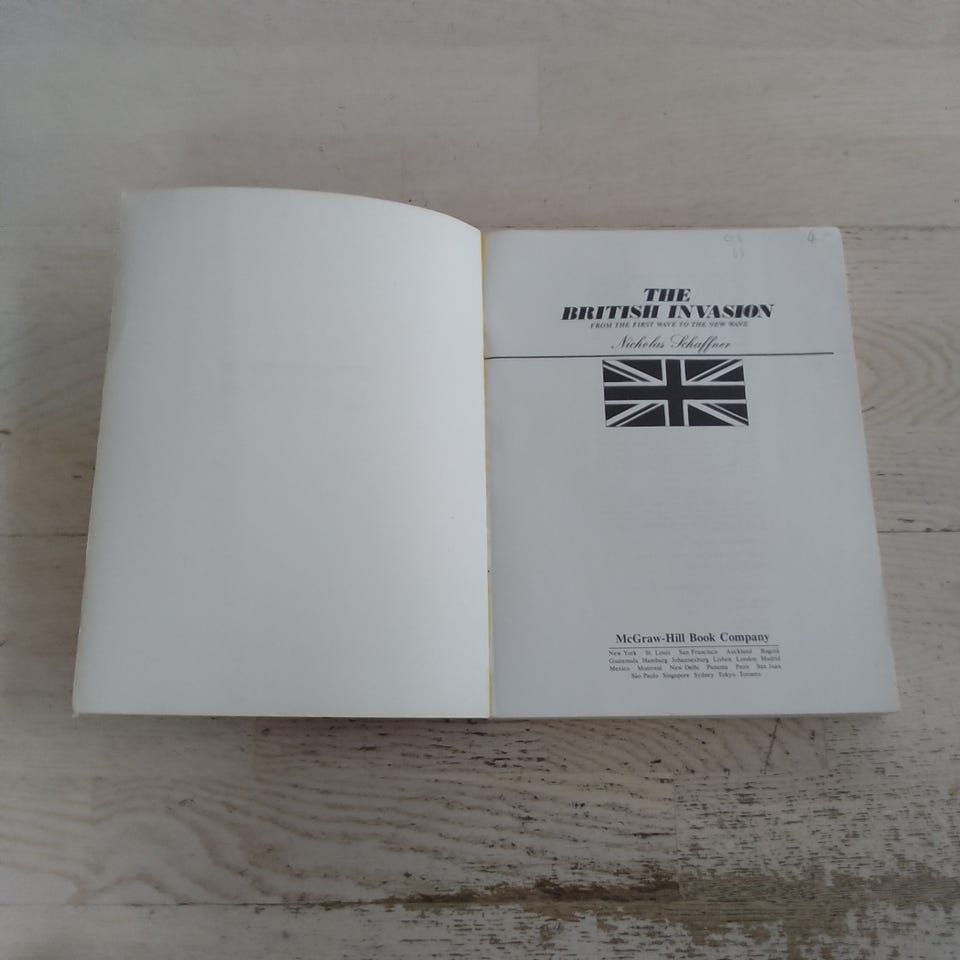 THE
BRITISH INVASION
FROM THE FIRST WAVE TO THE NEW WAVE
Nicholas Schaffner
McGraw-Hill Book Company
New York St. Louis San Francisco Auckland Bogotá
Guatemala Hamburg Johannesburg Lisbon London Madrid
Mexico Montreal New Delhi Panama Paris San Juan
São Paulo Singapore Sydney Tokyo Toronto